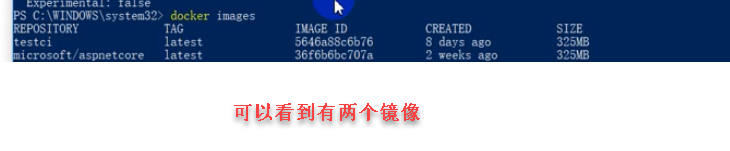 Experimental: false
PS C:\WINDOWS\system32> docker images
REPOSITORY TAG IMAGE ID CREATED SIZE
testci latest 5646a88c6b76 8 days ago 325MB
microsoft/aspnetcore latest 36f6b6bc707a 2 weeks ago 325MB
可以看到有两个镜像